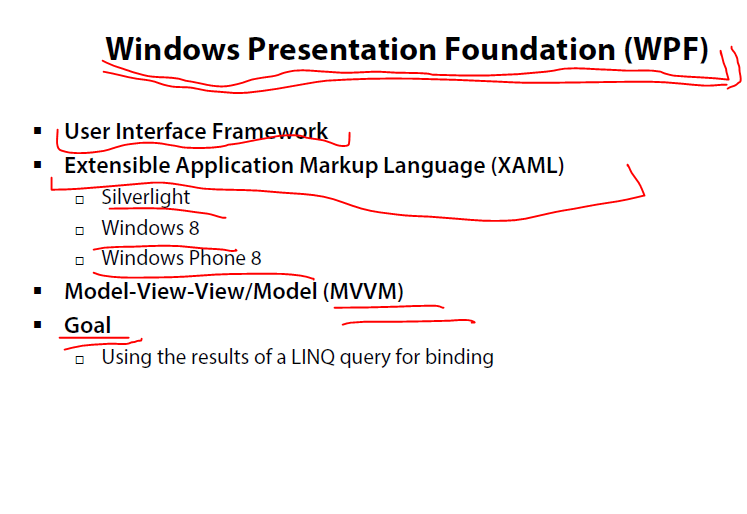 Windows Presentation Foundation (WPF)
▪ User Interface Framework
▪ Extensible Application Markup Language (XAML)
▫ Silverlight
▫ Windows 8
▫ Windows Phone 8
▪ Model-View-View/Model (MVVM)
▪ Goal
▫ Using the results of a LINQ query for binding